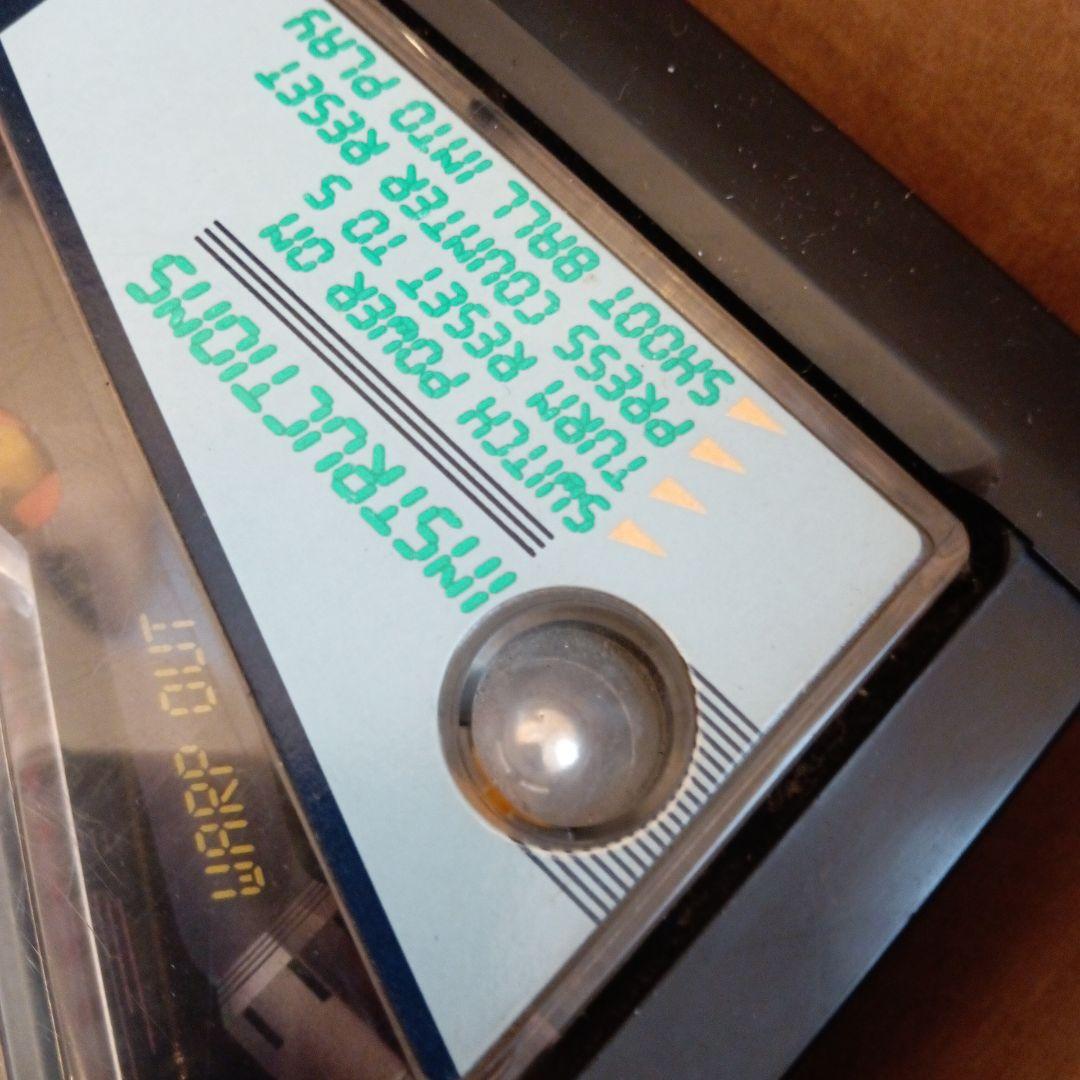 INSTRUCTIONS
SWITCH POWER ON
TURN RESET TO 5
PRESS COUNTER RESET
SHOOT BALL INTO PLAY
WARP OUT